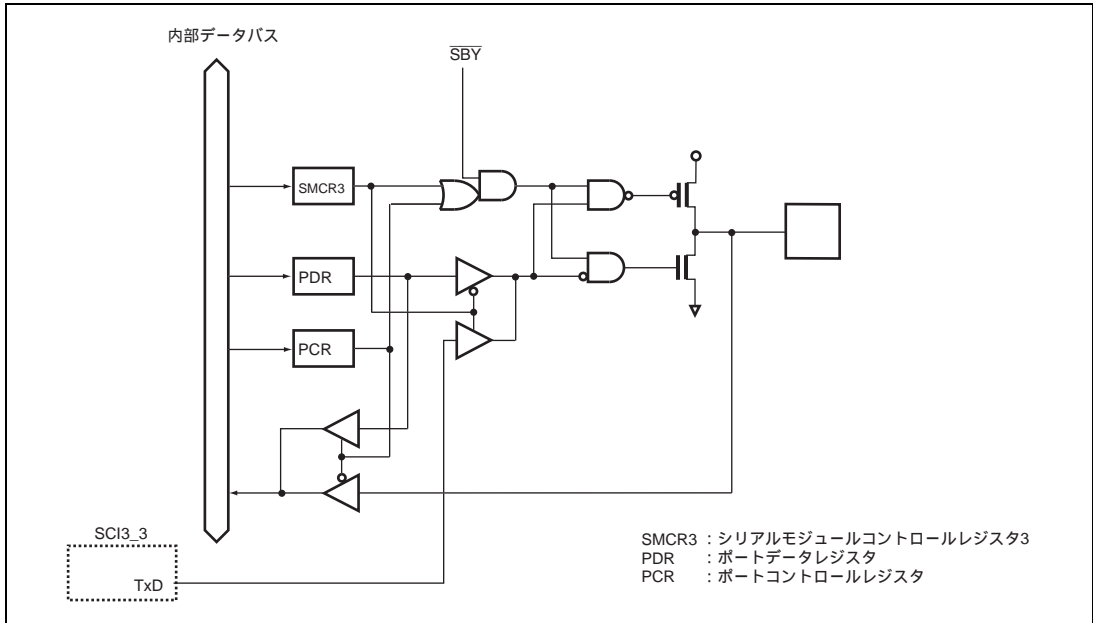 内部データバス
SBY
SMCR3
PDR
PCR
SCI3_3
TxD
SMCR3 :シリアルモジュールコントロールレジスタ3
PDR :ポートデータレジスタ
PCR :ポートコントロールレジスタ